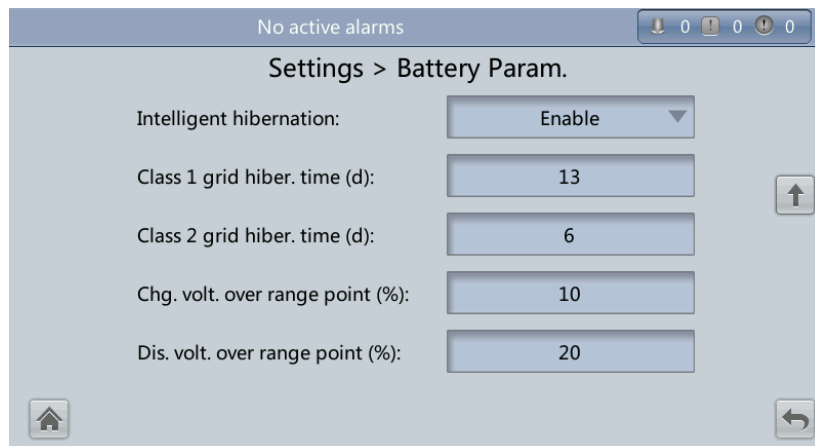 No active alarms 0 0 0
Settings > Battery Param.
Intelligent hibernation: Enable
Class 1 grid hiber. time (d): 13
Class 2 grid hiber. time (d): 6
Chg. volt. over range point (%): 10
Dis. volt. over range point (%): 20